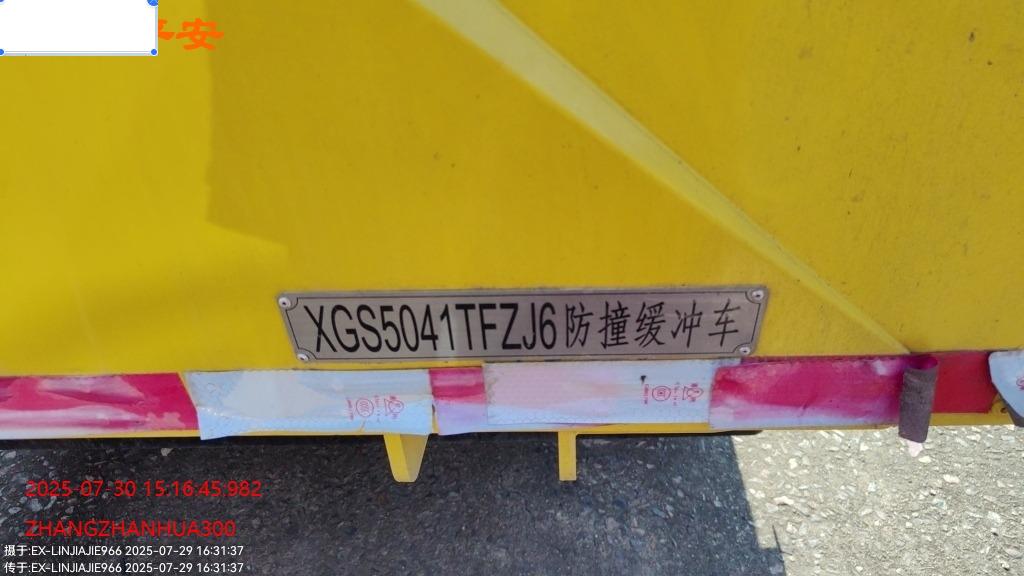 平安
XGS5041TFZJ6防撞缓冲车
2025-07-30 15:16:45.982
ZHANGZHANHUA300
摄于:EX-LINJIAJIE966 2025-07-29 16:31:37
传于:EX-LINJIAJIE966 2025-07-29 16:31:37